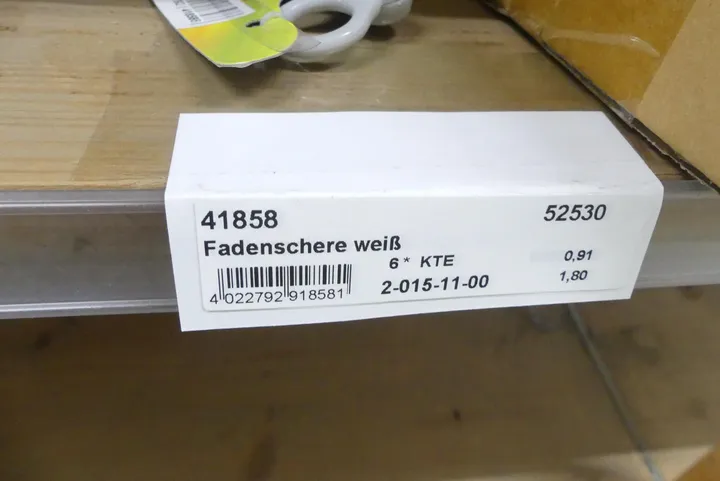 41858
52530
Fadenschere weiß
6* KTE
0,91
4 022792 918581
2-015-11-00
1,80